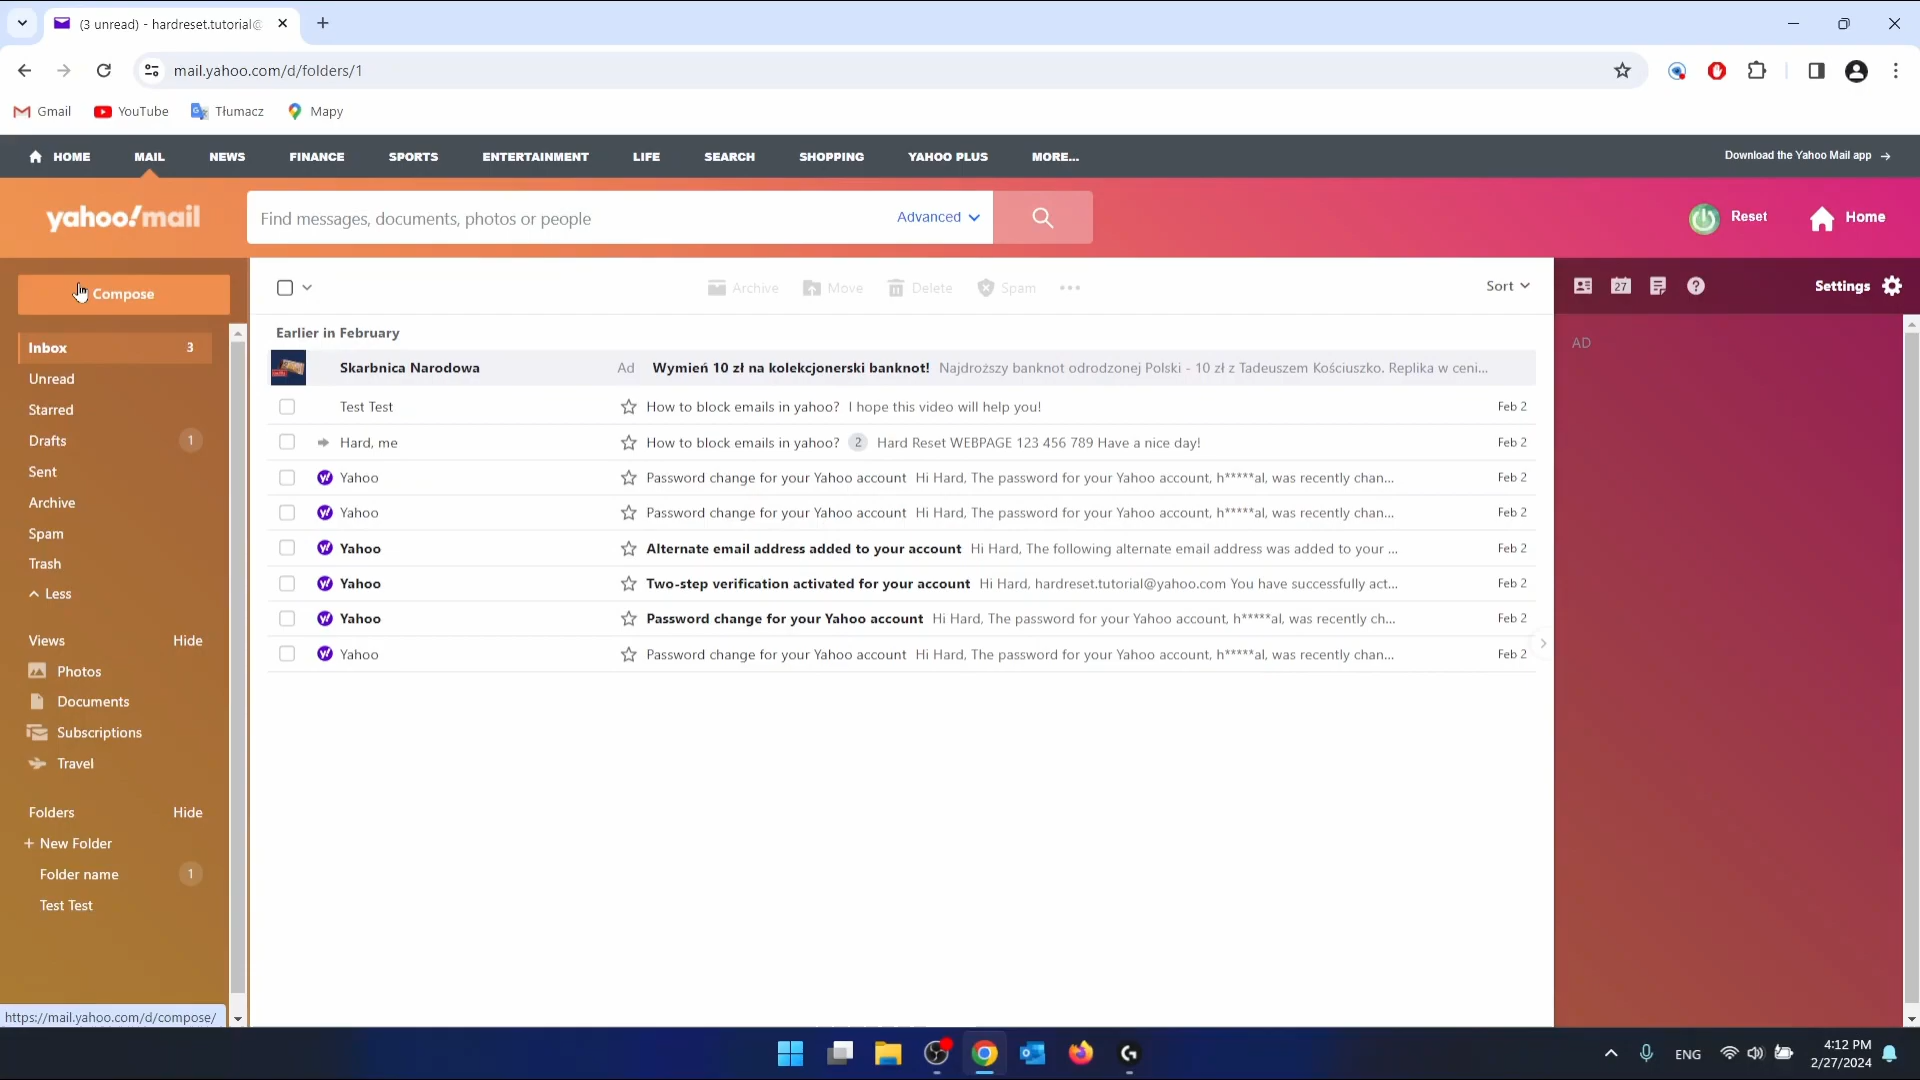 (3 unread) - hardreset.tutorial@
mail.yahoo.com/d/folders/1
Gmail YouTube Tłumacz Mapy
HOME MAIL NEWS FINANCE SPORTS ENTERTAINMENT LIFE SEARCH SHOPPING YAHOO PLUS MORE... Download the Yahoo Mail app →
yahoo!mail Find messages, documents, photos or people Advanced Reset Home
Compose Archive Move Delete Spam Sort 27 Settings
Earlier in February
AD
Inbox 3
Unread
Starred
Drafts 1
Sent
Archive
Spam
Trash
Less
Views Hide
Photos
Documents
Subscriptions
Travel
Folders Hide
+ New Folder
Folder name 1
Test Test
Skarbnica Narodowa Ad Wymień 10 zł na kolekcjonerski banknot! Najdroższy banknot odrodzonej Polski - 10 zł z Tadeuszem Kościuszko. Replika w ceni...
Test Test How to block emails in yahoo? I hope this video will help you! Feb 2
Hard, me How to block emails in yahoo? 2 Hard Reset WEBPAGE 123 456 789 Have a nice day! Feb 2
Yahoo Password change for your Yahoo account Hi Hard, The password for your Yahoo account, h*****al, was recently chan... Feb 2
Yahoo Password change for your Yahoo account Hi Hard, The password for your Yahoo account, h*****al, was recently chan... Feb 2
Yahoo Alternate email address added to your account Hi Hard, The following alternate email address was added to your ... Feb 2
Yahoo Two-step verification activated for your account Hi Hard, hardreset.tutorial@yahoo.com You have successfully act... Feb 2
Yahoo Password change for your Yahoo account Hi Hard, The password for your Yahoo account, h*****al, was recently ch... Feb 2
Yahoo Password change for your Yahoo account Hi Hard, The password for your Yahoo account, h*****al, was recently chan... Feb 2
https://mail.yahoo.com/d/compose/
ENG 4:12 PM
2/27/2024